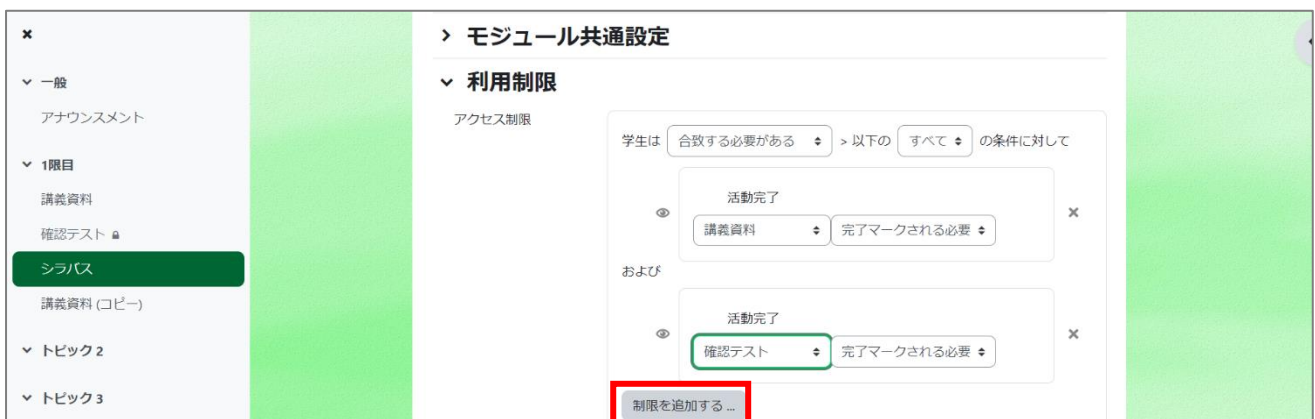 一般
アナウンスメント
1限目
講義資料
確認テスト
シラバス
講義資料 (コピー)
トピック 2
トピック 3
モジュール共通設定
利用制限
アクセス制限
学生は 合致する必要がある > 以下の すべて の条件に対して
活動完了
講義資料 完了マークされる必要
および
活動完了
確認テスト 完了マークされる必要
制限を追加する ...